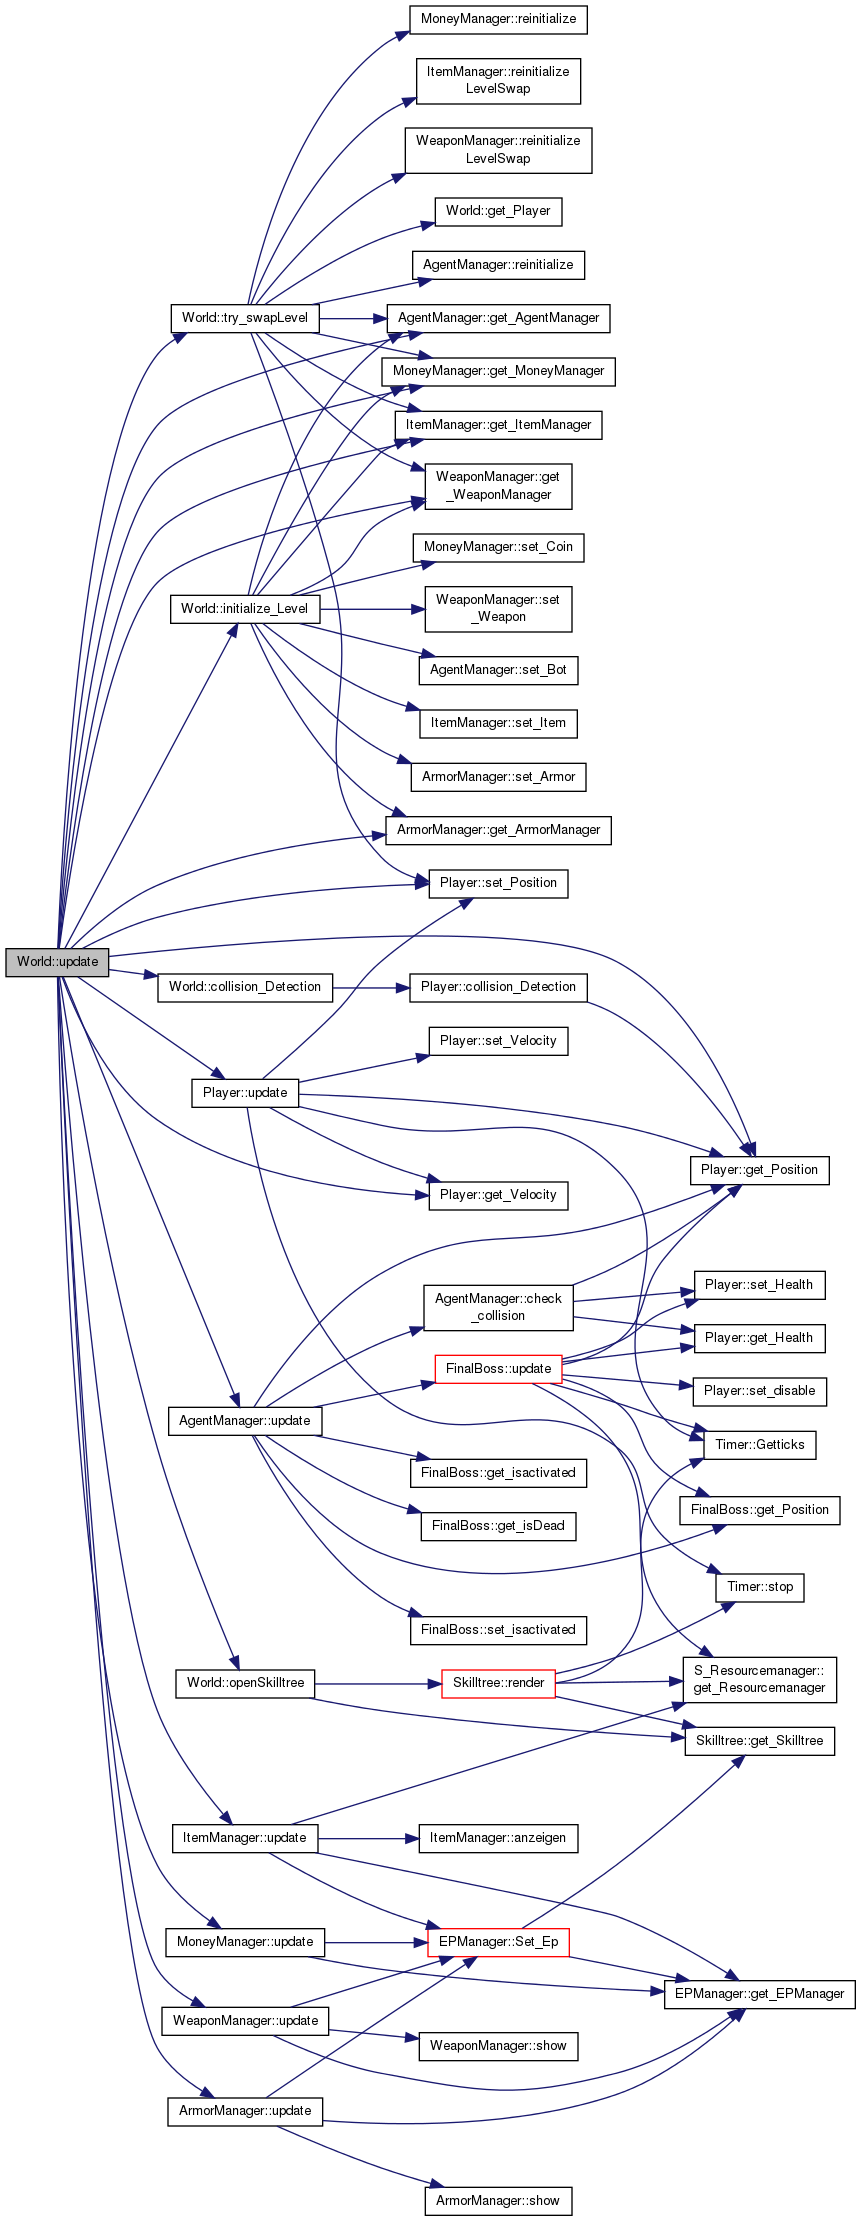 MoneyManager::reinitialize
ItemManager::reinitialize
LevelSwap
WeaponManager::reinitialize
LevelSwap
World::get_Player
AgentManager::reinitialize
World::try_swapLevel
AgentManager::get_AgentManager
MoneyManager::get_MoneyManager
ItemManager::get_ItemManager
WeaponManager::get
_WeaponManager
MoneyManager::set_Coin
World::initialize_Level
WeaponManager::set
_Weapon
AgentManager::set_Bot
ItemManager::set_Item
ArmorManager::set_Armor
ArmorManager::get_ArmorManager
Player::set_Position
World::update
World::collision_Detection
Player::collision_Detection
Player::set_Velocity
Player::update
Player::get_Position
Player::get_Velocity
Player::set_Health
AgentManager::check
_collision
Player::get_Health
FinalBoss::update
Player::set_disable
AgentManager::update
Timer::Getticks
FinalBoss::get_isactivated
FinalBoss::get_Position
FinalBoss::get_isDead
Timer::stop
FinalBoss::set_isactivated
S_Resourcemanager::
get_Resourcemanager
World::openSkilltree
Skilltree::render
Skilltree::get_Skilltree
ItemManager::update
ItemManager::anzeigen
MoneyManager::update
EPManager::Set_Ep
EPManager::get_EPManager
WeaponManager::update
WeaponManager::show
ArmorManager::update
ArmorManager::show